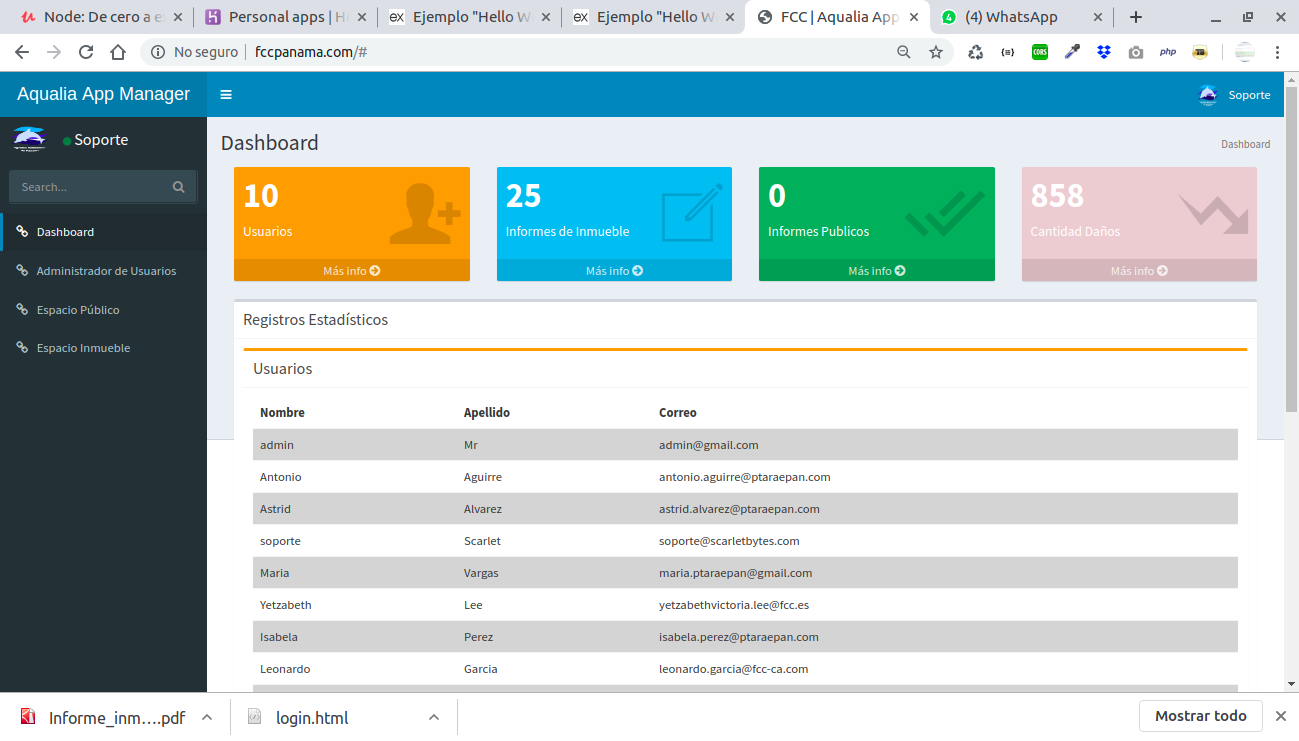 Node: De cero a e
Personal apps | H
Ejemplo "Hello W
Ejemplo "Hello W
FCC | Aqualia App
(4) WhatsApp
No seguro
fccpanama.com/#
Aqualia App Manager
Soporte
Soporte
Search...
Dashboard
Administrador de Usuarios
Espacio Público
Espacio Inmueble
Dashboard
Dashboard
10
Usuarios
Más info
25
Informes de Inmueble
Más info
0
Informes Publicos
Más info
858
Cantidad Daños
Más info
Registros Estadísticos
Usuarios
Nombre Apellido Correo
admin Mr admin@gmail.com
Antonio Aguirre antonio.aguirre@ptaraepan.com
Astrid Alvarez astrid.alvarez@ptaraepan.com
soporte Scarlet soporte@scarletbytes.com
Maria Vargas maria.ptaraepan@gmail.com
Yetzabeth Lee yetzabethvictoria.lee@fcc.es
Isabela Perez isabela.perez@ptaraepan.com
Leonardo Garcia leonardo.garcia@fcc-ca.com
Informe_inm....pdf
login.html
Mostrar todo